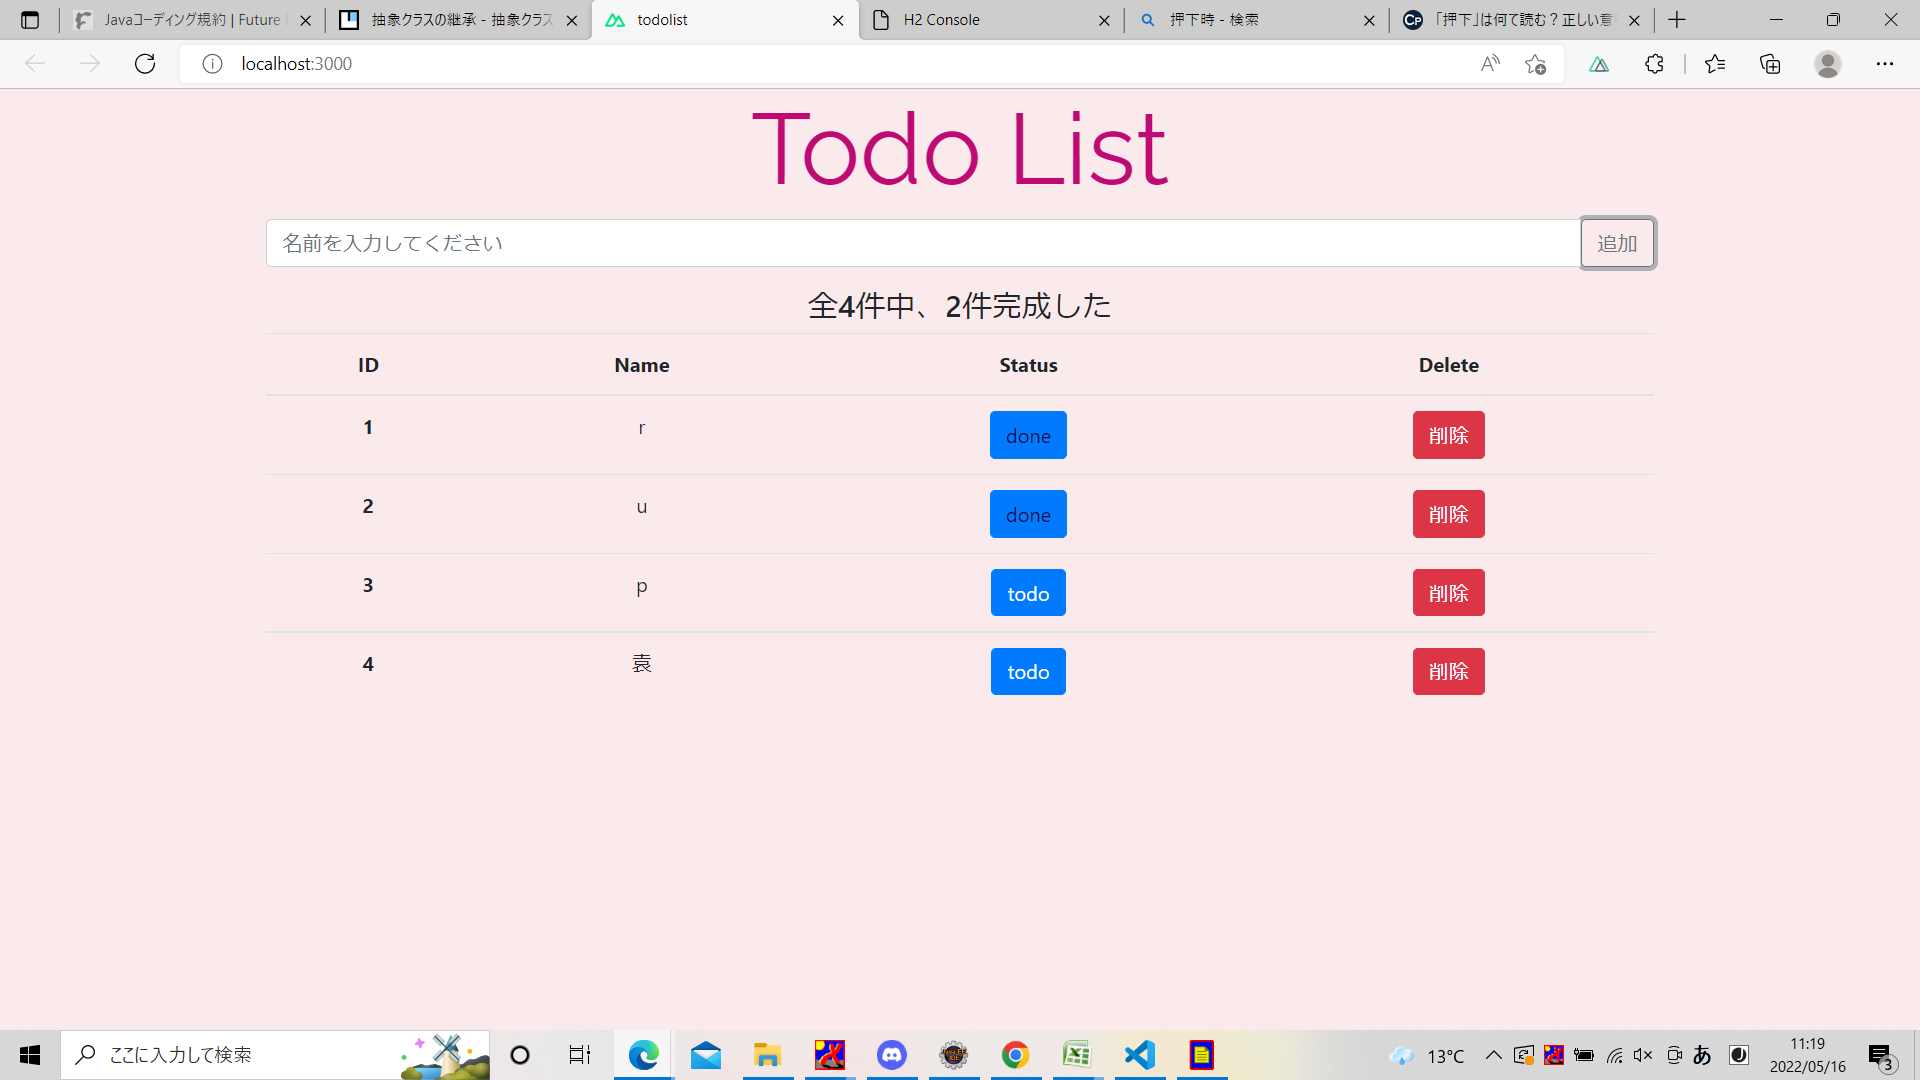 Javaコーディング規約 | Future
抽象クラスの継承 - 抽象クラス
todolist
H2 Console
押下時 - 検索
「押下」は何て読む？正しい意
localhost:3000
Todo List
名前を入力してください
追加
全4件中、2件完成した
ID Name Status Delete
1 r done 削除
2 u done 削除
3 p todo 削除
4 袁 todo 削除
ここに入力して検索
13°C
あ
11:19
2022/05/16
3